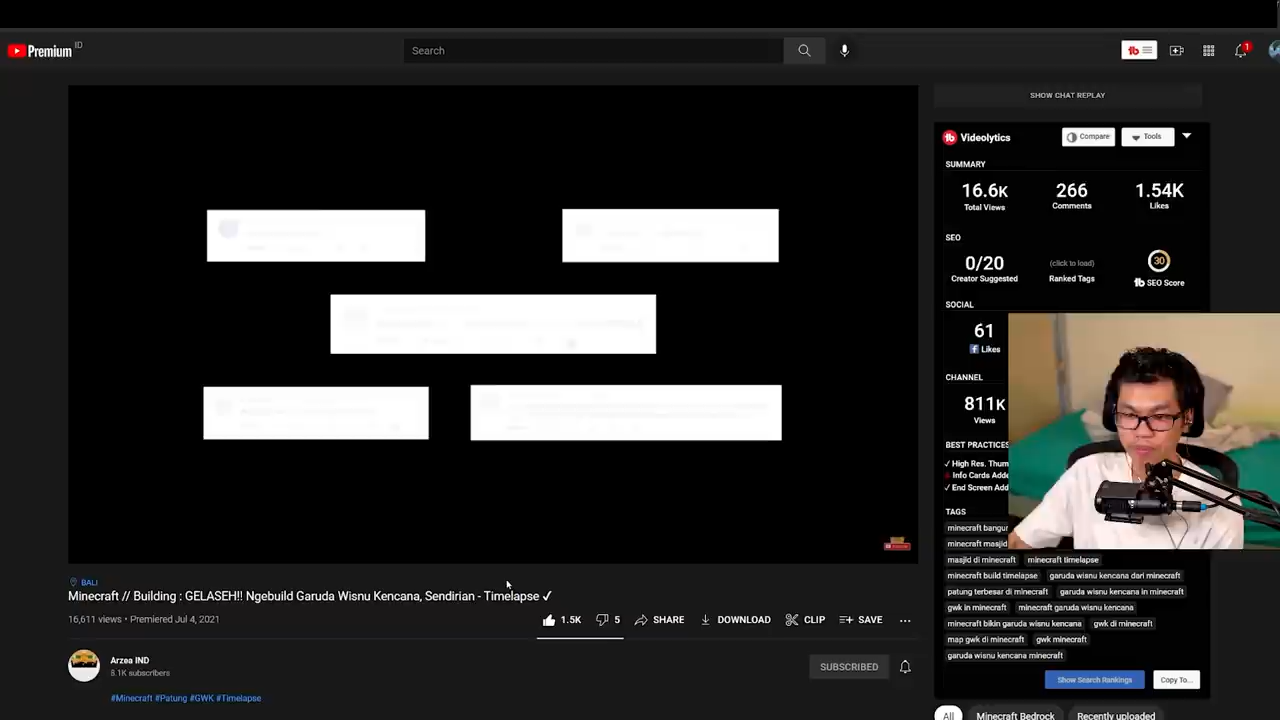 Premium ID
Search
1
SHOW CHAT REPLAY
Videolytics
Compare
Tools
SUMMARY
16.6K 266 1.54K
Total Views Comments Likes
SEO
0/20 (click to load) 30
Creator Suggested Ranked Tags tb SEO Score
SOCIAL
61
Likes
CHANNEL
811K
Views
BEST PRACTICES
✓ High Res. Thum
Info Cards Adde
✓ End Screen Add
TAGS
minecraft bangu
minecraft masjid
masjid di minecraft minecraft timelapse
minecraft build timelapse garuda wisnu kencana dari minecraft
patung terbesar di minecraft garuda wisnu kencana in minecraft
gwk in minecraft minecraft garuda wisnu kencana
minecraft bikin garuda wisnu kencana gwk di minecraft
map gwk di minecraft gwk minecraft
garuda wisnu kencana minecraft
Show Search Rankings Copy To...
All Minecraft Bedrock Recently uploaded
BALI
Minecraft // Building : GELASEH!! Ngebuild Garuda Wisnu Kencana, Sendirian - Timelapse ✓
16,611 views • Premiered Jul 4, 2021
1.5K 5 SHARE DOWNLOAD CLIP SAVE ...
Arzea IND
8.1K subscribers
SUBSCRIBED
#Minecraft #Patung #GWK #Timelapse